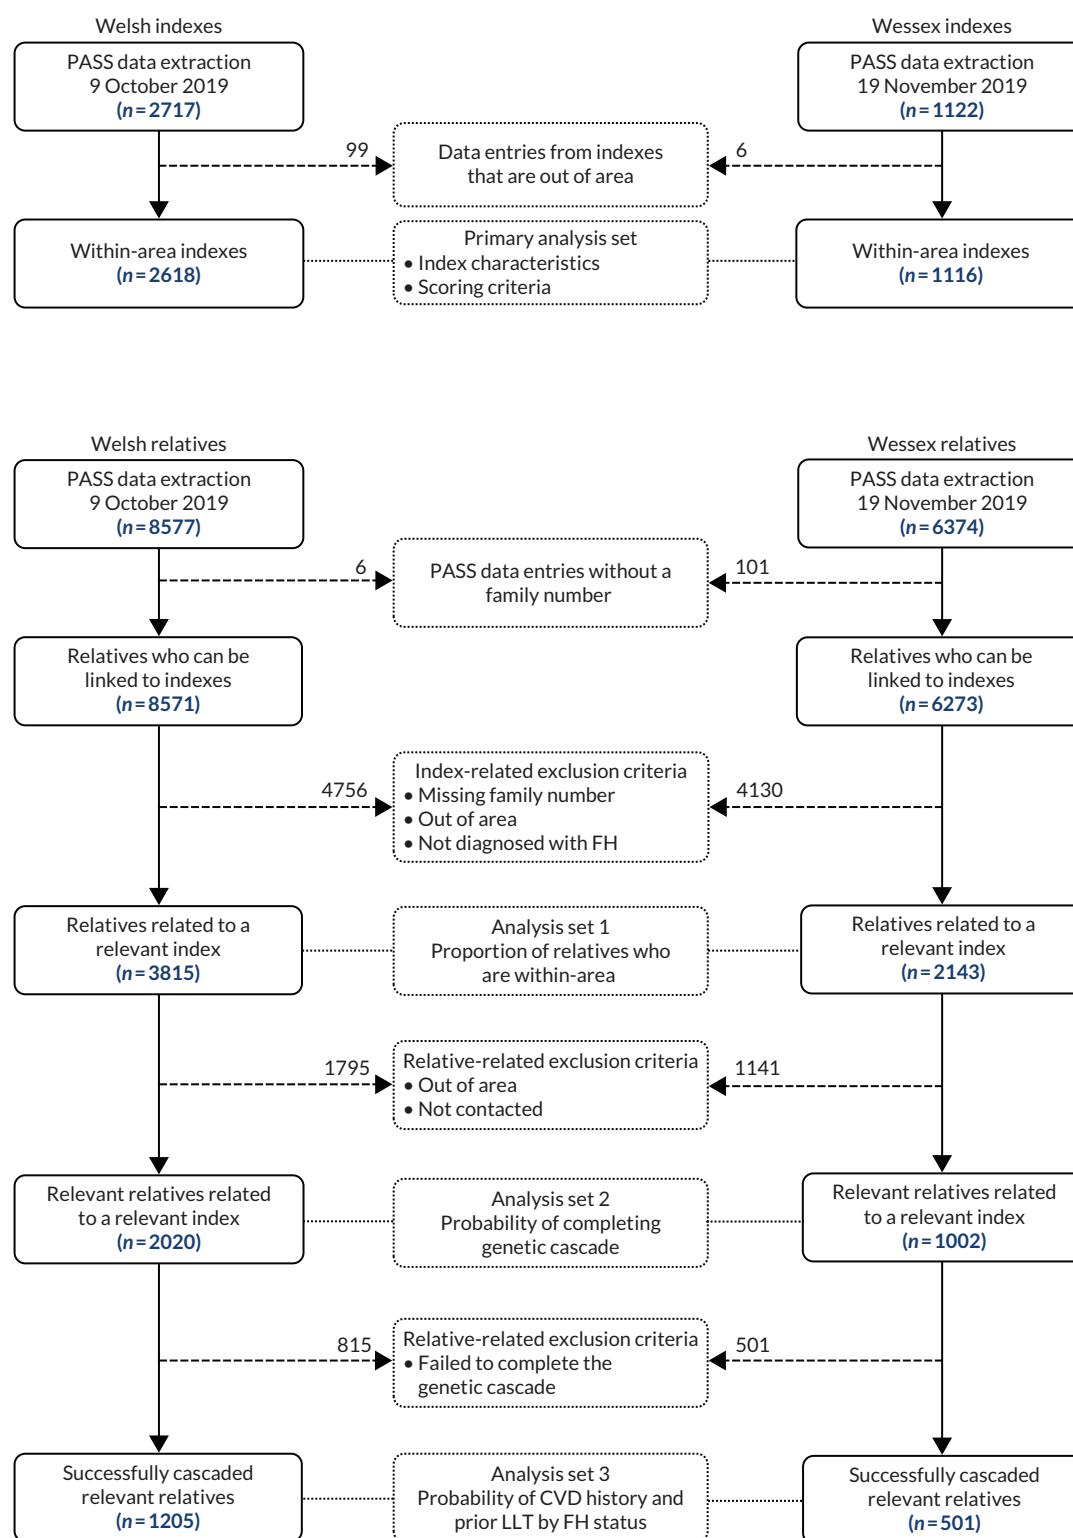 Welsh indexes
Wessex indexes
PASS data extraction
9 October 2019
(n=2717)
PASS data extraction
19 November 2019
(n=1122)
99
Data entries from indexes
that are out of area
6
Within-area indexes
(n=2618)
Primary analysis set
• Index characteristics
• Scoring criteria
Within-area indexes
(n=1116)
Welsh relatives
Wessex relatives
PASS data extraction
9 October 2019
(n=8577)
PASS data extraction
19 November 2019
(n=6374)
6
PASS data entries without a
family number
101
Relatives who can be
linked to indexes
(n=8571)
Relatives who can be
linked to indexes
(n=6273)
4756
Index-related exclusion criteria
• Missing family number
• Out of area
• Not diagnosed with FH
4130
Relatives related to a
relevant index
(n=3815)
Analysis set 1
Proportion of relatives who
are within-area
Relatives related to a
relevant index
(n=2143)
1795
Relative-related exclusion criteria
• Out of area
• Not contacted
1141
Relevant relatives related
to a relevant index
(n=2020)
Analysis set 2
Probability of completing
genetic cascade
Relevant relatives related
to a relevant index
(n=1002)
815
Relative-related exclusion criteria
• Failed to complete the
genetic cascade
501
Successfully cascaded
relevant relatives
(n=1205)
Analysis set 3
Probability of CVD history and
prior LLT by FH status
Successfully cascaded
relevant relatives
(n=501)